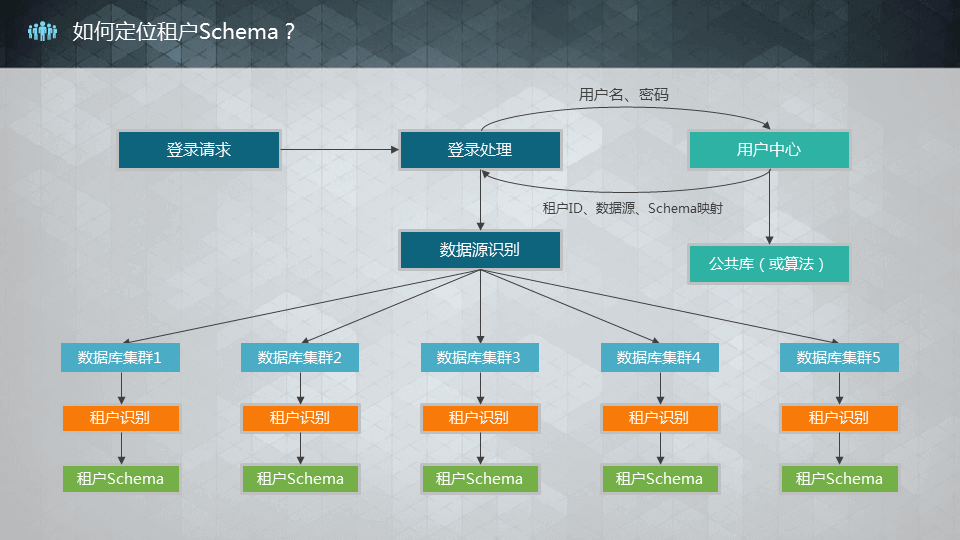 如何定位租户Schema？
用户名、密码
登录请求
登录处理
用户中心
租户ID、数据源、Schema映射
数据源识别
公共库（或算法）
数据库集群1
数据库集群2
数据库集群3
数据库集群4
数据库集群5
租户识别
租户识别
租户识别
租户识别
租户识别
租户Schema
租户Schema
租户Schema
租户Schema
租户Schema